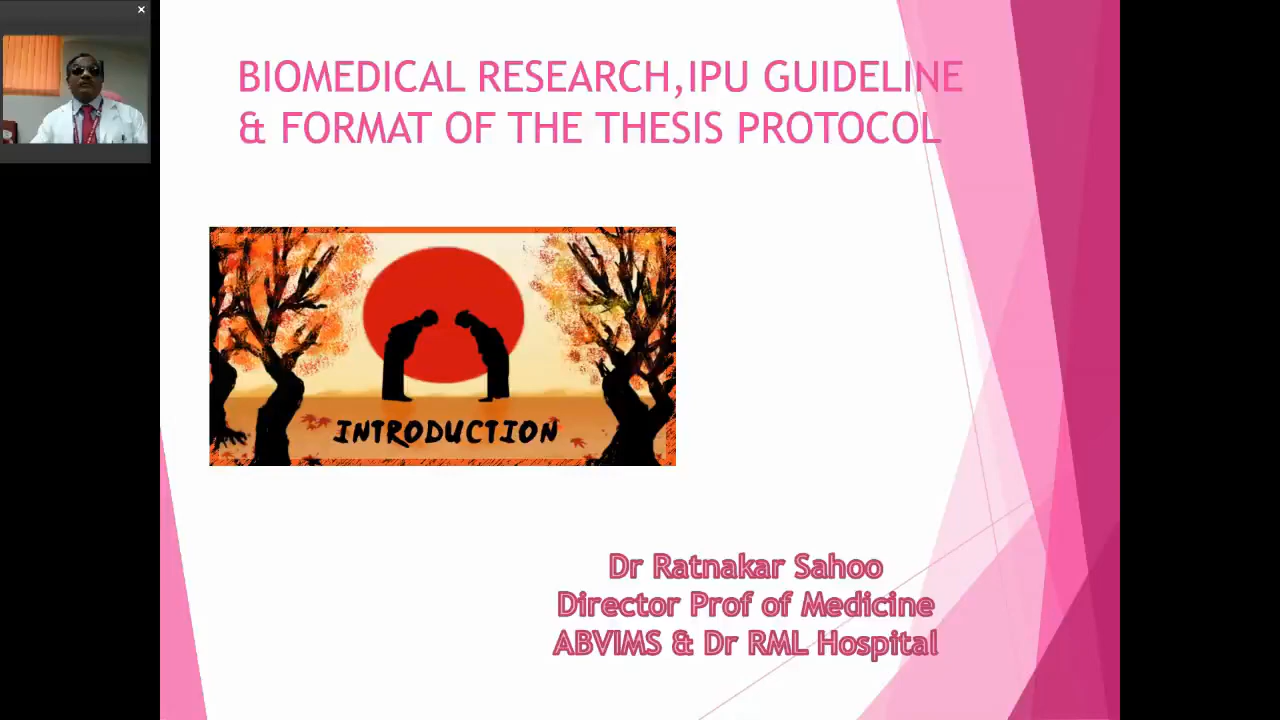 BIOMEDICAL RESEARCH,IPU GUIDELINE
& FORMAT OF THE THESIS PROTOCOL
INTRODUCTION
Dr Ratnakar Sahoo
Director Prof of Medicine
ABVIMS & Dr RML Hospital